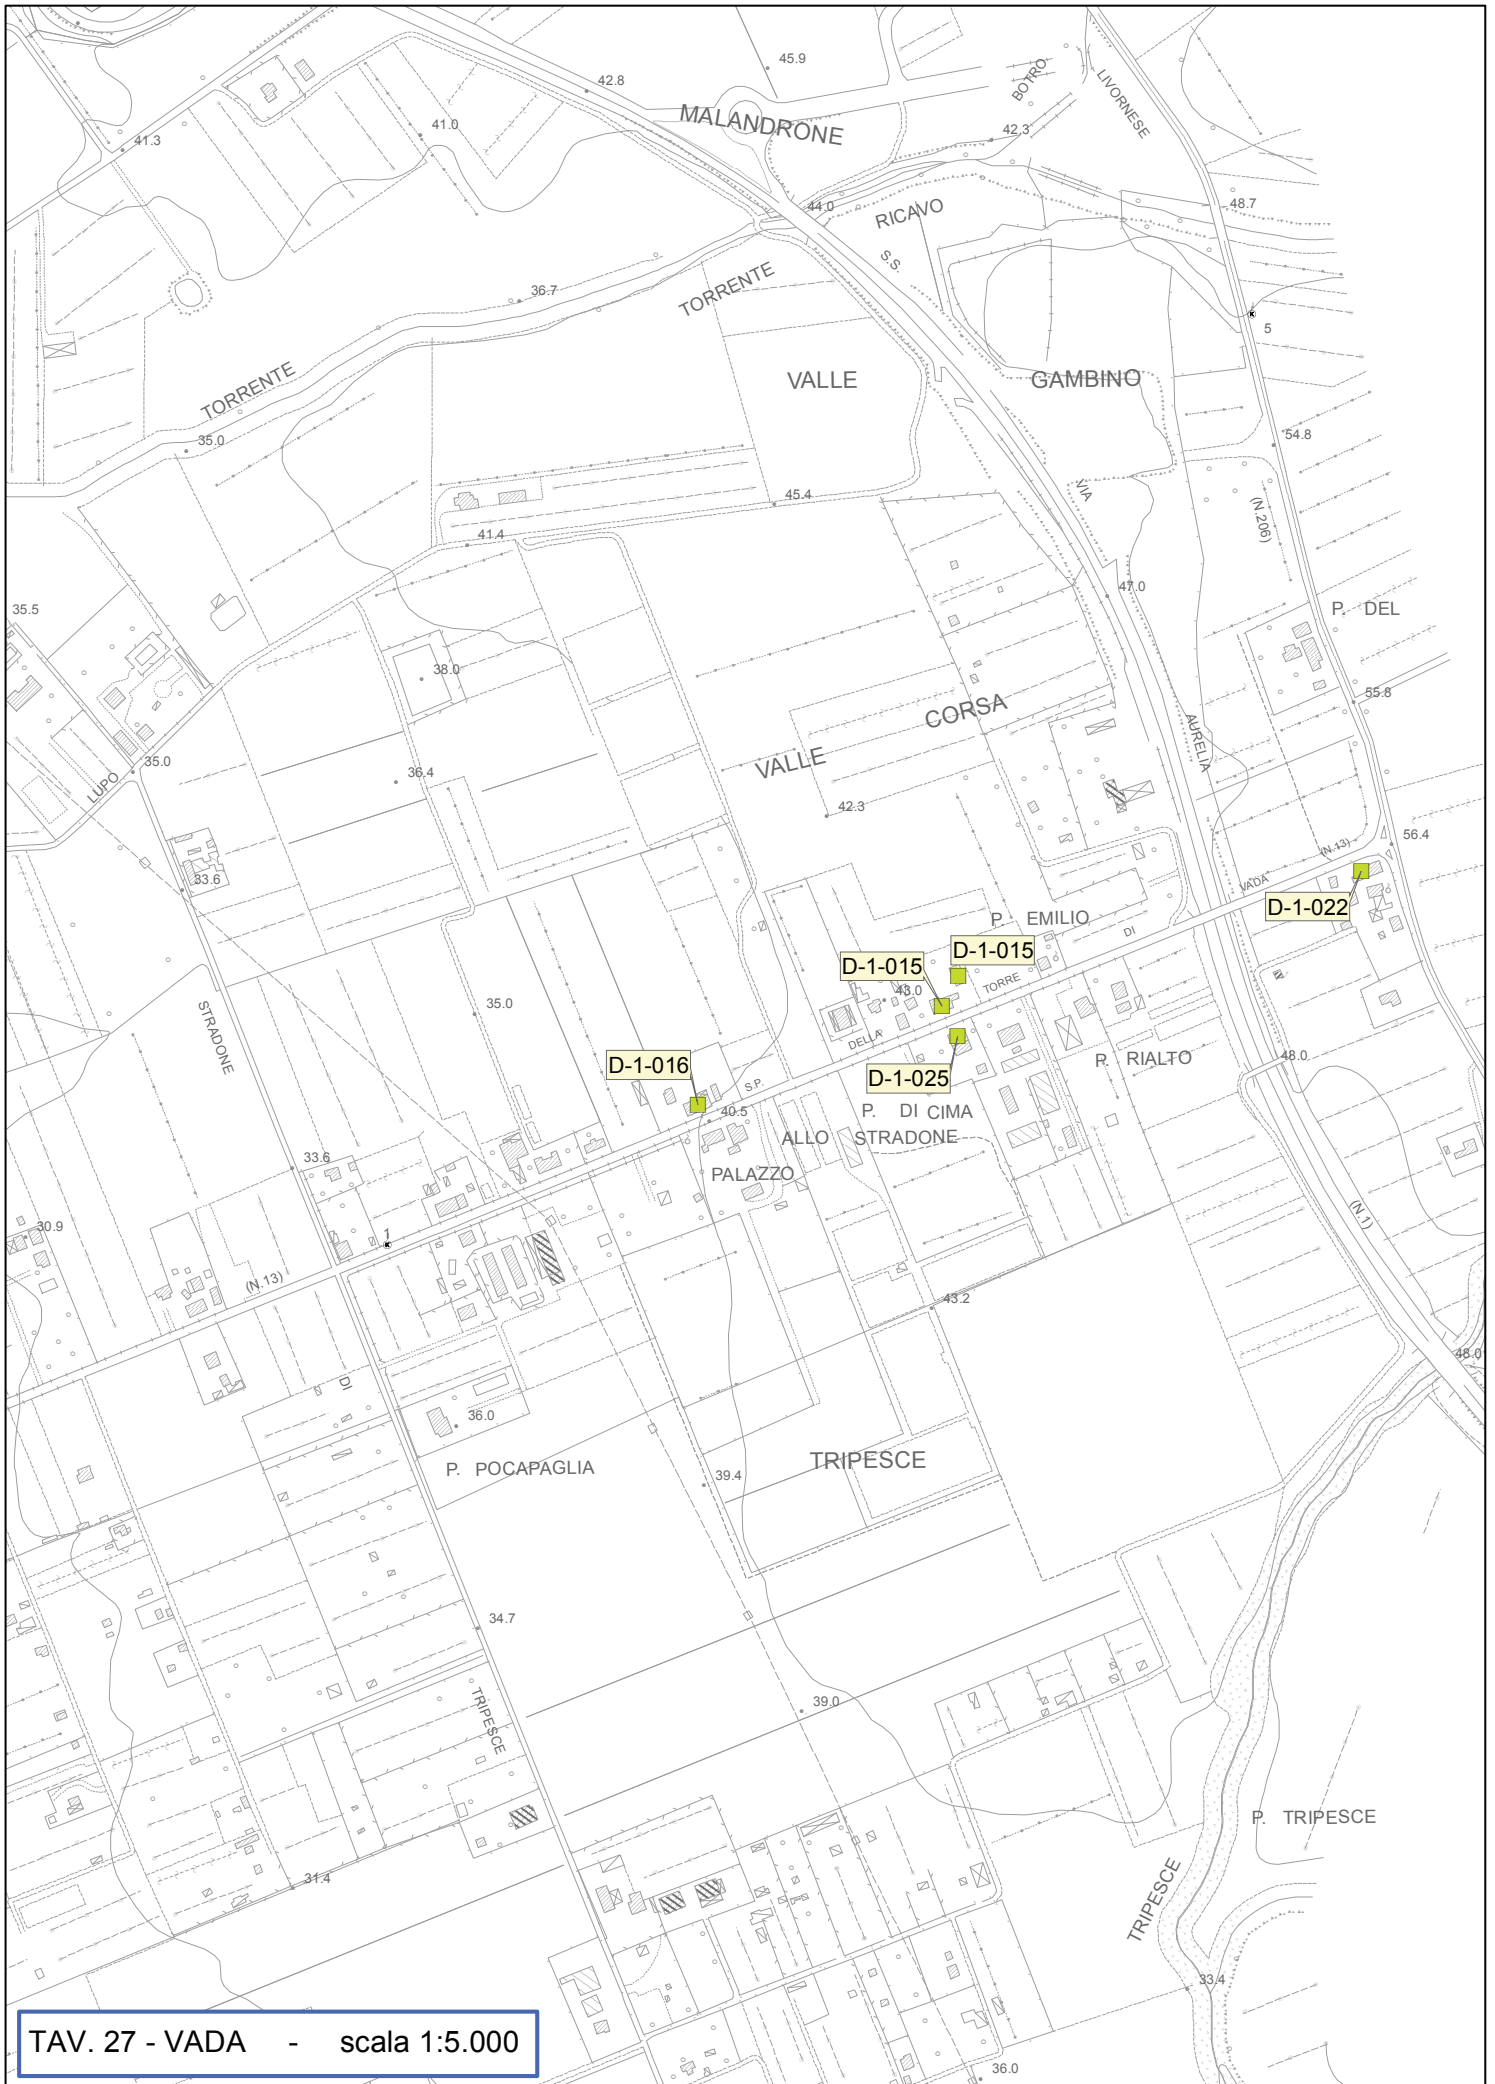 45.9
42.8
BOTRO
LIVORNESE
MALANDRONE
41.0
42.3
41.3
44.0
RICAVO
48.7
S.S.
36.7
TORRENTE
5
TORRENTE
VALLE
GAMBINO
35.0
54.8
45.4
VIA
(N.206)
41.4
47.0
35.5
P. DEL
38.0
55.8
CORSA
AURELIA
VALLE
35.0
36.4
LUPO
42.3
56.4
(N.13)
33.6
VADA
D-1-022
P. EMILIO
DI
D-1-015
D-1-015
43.0
TORRE
35.0
STRADONE
DELLA
48.0
P. RIALTO
D-1-016
D-1-025
S.P.
40.5
P. DI CIMA
ALLO STRADONE
33.6
PALAZZO
(N.1)
30.9
1
(N.13)
43.2
48.0
DI
36.0
P. POCAPAGLIA
TRIPESCE
39.4
34.7
39.0
TRIPESCE
P. TRIPESCE
31.4
TRIPESCE
33.4
36.0
TAV. 27 - VADA - scala 1:5.000